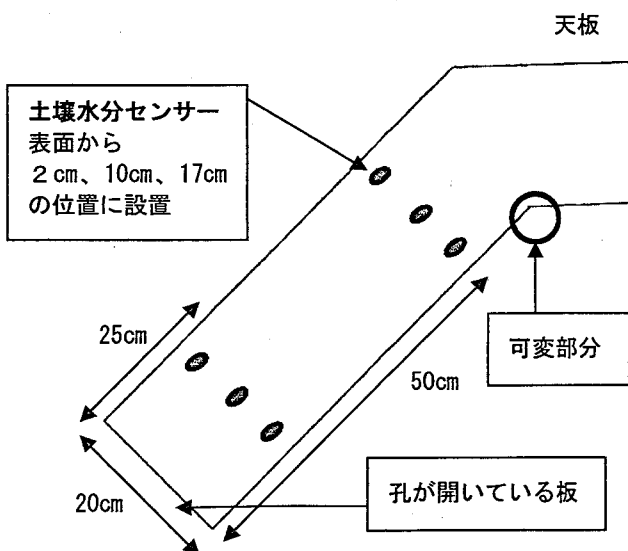 天板
土壌水分センサー
表面から
２cm、10cm、17cm
の位置に設置
25cm
可変部分
50cm
20cm
孔が開いている板